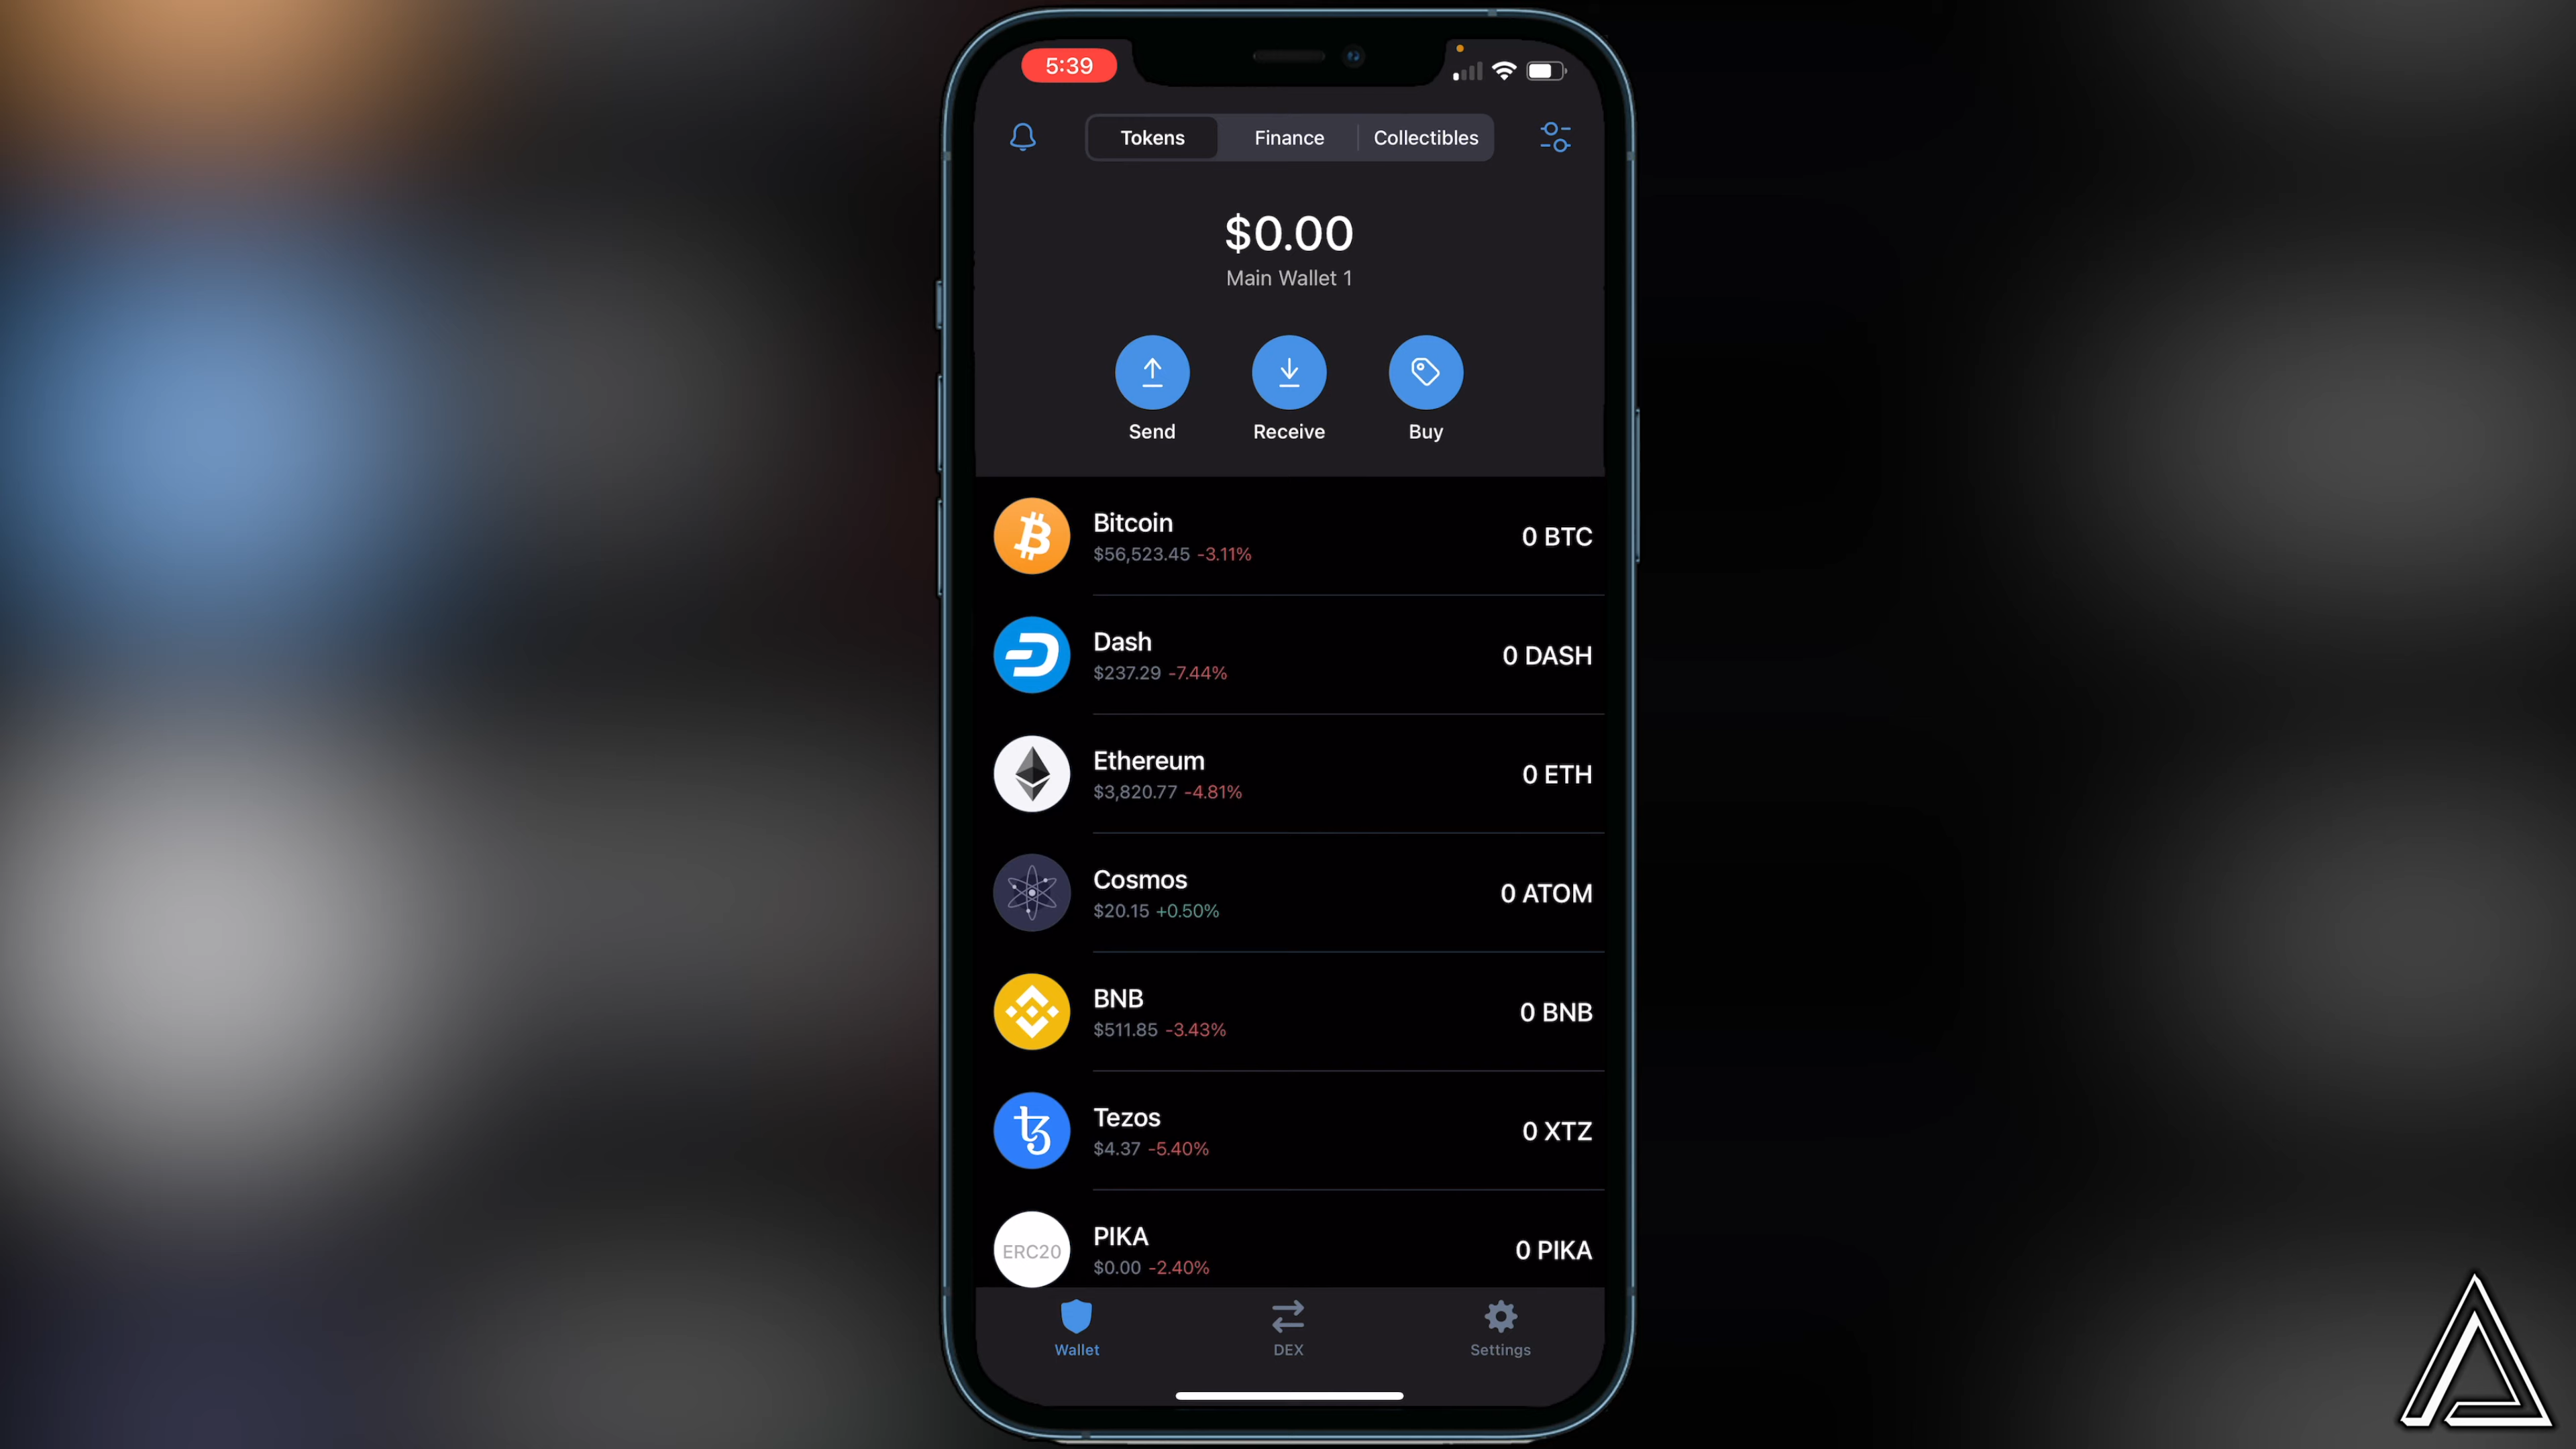 5:39
Tokens Finance Collectibles
$0.00
Main Wallet 1
Send Receive Buy
Bitcoin
$56,523.45 -3.11%
0 BTC
Dash
$237.29 -7.44%
0 DASH
Ethereum
$3,820.77 -4.81%
0 ETH
Cosmos
$20.15 +0.50%
0 ATOM
BNB
$511.85 -3.43%
0 BNB
Tezos
$4.37 -5.40%
0 XTZ
ERC20
PIKA
$0.00 -2.40%
0 PIKA
Wallet DEX Settings